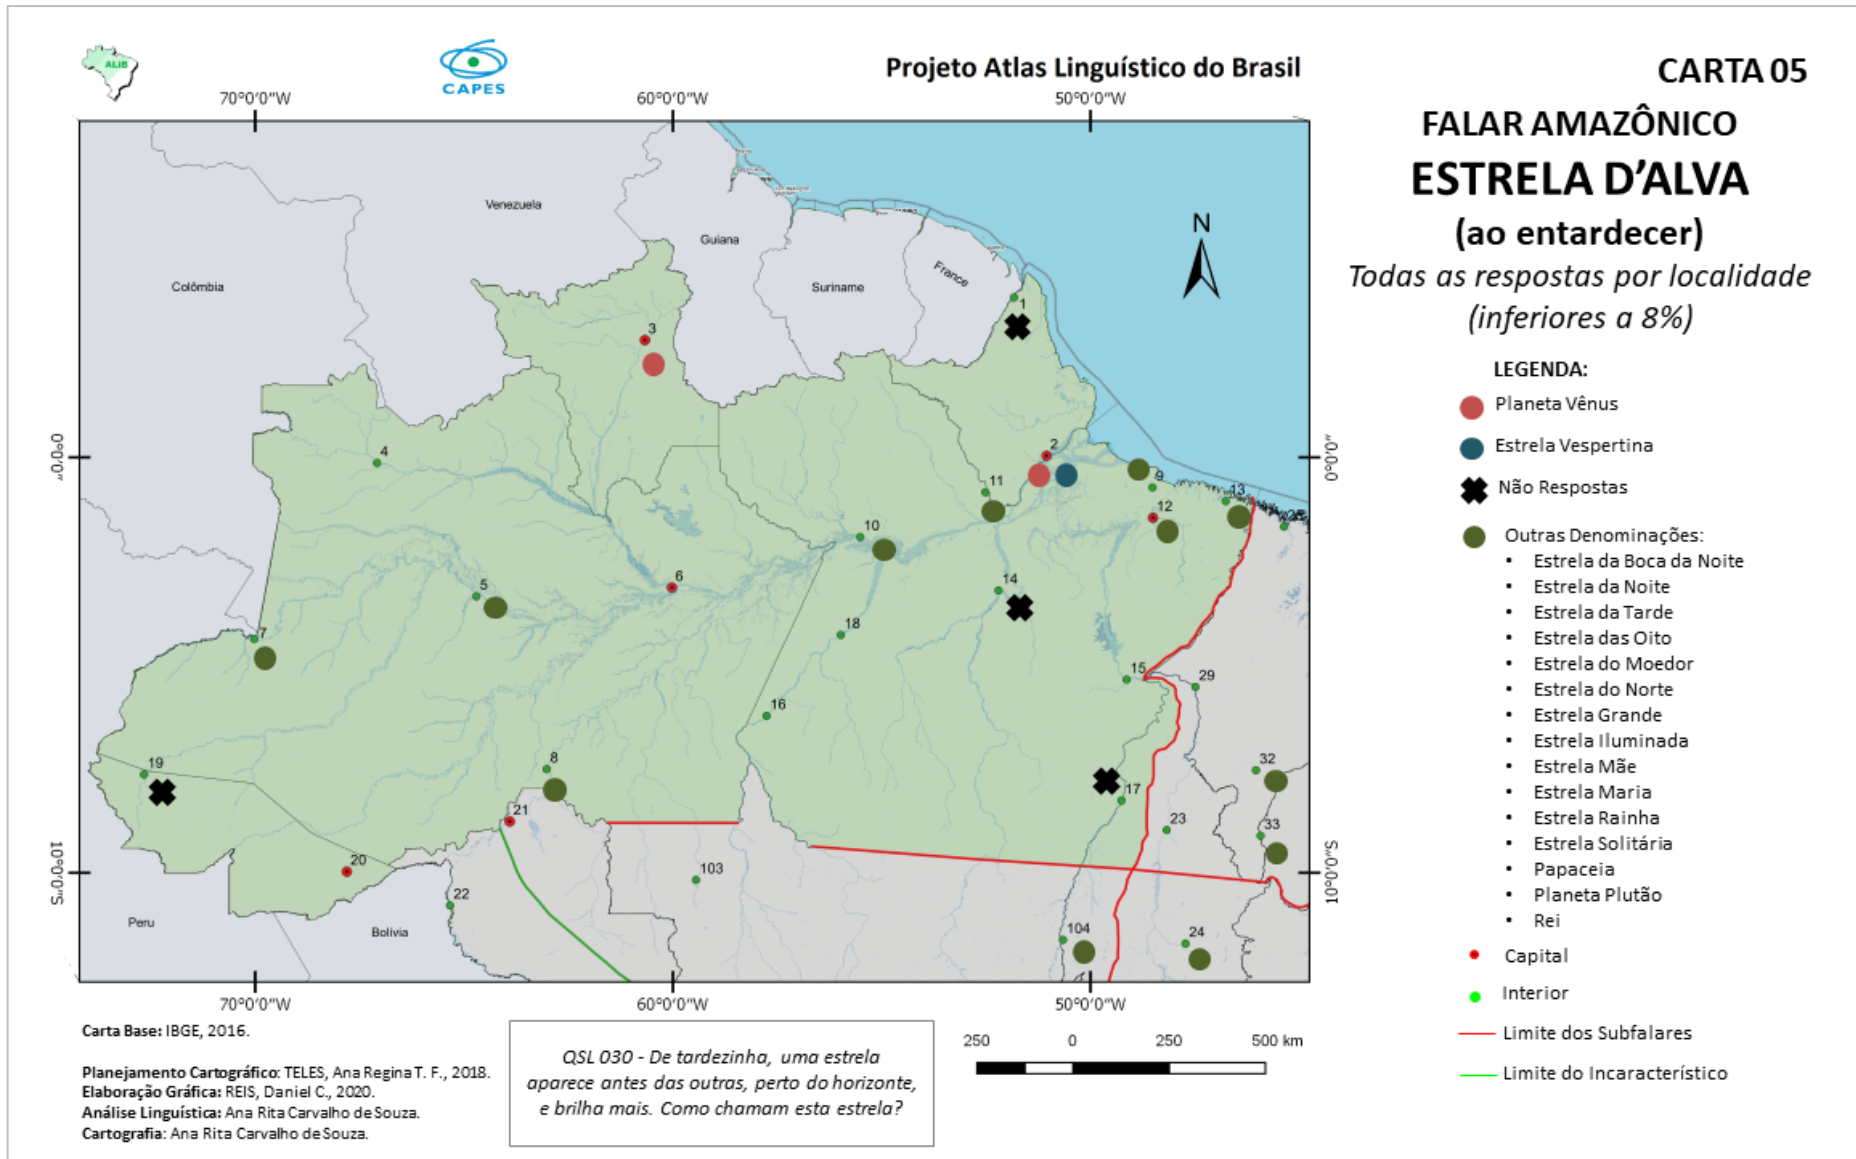 ALiB
CAPES
Projeto Atlas Linguístico do Brasil
CARTA 05
FALAR AMAZÔNICO
ESTRELA D’ALVA
(ao entardecer)
Todas as respostas por localidade
(inferiores a 8%)
LEGENDA:
Planeta Vênus
Estrela Vespertina
Não Respostas
Outras Denominações:
• Estrela da Boca da Noite
• Estrela da Noite
• Estrela da Tarde
• Estrela das Oito
• Estrela do Moedor
• Estrela do Norte
• Estrela Grande
• Estrela Iluminada
• Estrela Mãe
• Estrela Maria
• Estrela Rainha
• Estrela Solitária
• Papaceia
• Planeta Plutão
• Rei
Capital
Interior
Limite dos Subfalares
Limite do Incaracterístico
70°0'0"W
60°0'0"W
50°0'0"W
Venezuela
Guiana
Colômbia
Suriname
France
N
1
3
4
2
0°0'0"
0°0'0"
9
11
13
12
10
5
6
14
7
18
15
29
16
19
8
32
21
33
23
20
103
10°0'0"S
10°0'0"S
22
17
Peru
Bolívia
104
24
70°0'0"W
60°0'0"W
50°0'0"W
Carta Base: IBGE, 2016.
Planejamento Cartográfico: TELES, Ana Regina T. F., 2018.
Elaboração Gráfica: REIS, Daniel C., 2020.
Análise Linguística: Ana Rita Carvalho de Souza.
Cartografia: Ana Rita Carvalho de Souza.
QSL 030 - De tardezinha, uma estrela
aparece antes das outras, perto do horizonte,
e brilha mais. Como chamam esta estrela?
250 0 250 500 km